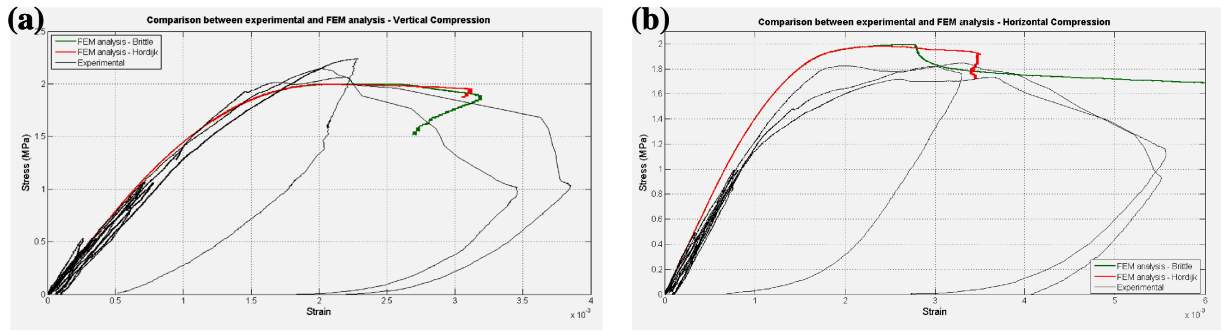 (a)
Comparison between experimental and FEM analysis - Vertical Compression
2.5
2
1.5
1
0.5
0
Stress (MPa)
FEM analysis - Brittle
FEM analysis - Hordijk
Experimental
0 0.5 1 1.5 2 2.5 3 3.5 4
Strain
x 10⁻³
(b)
Comparison between experimental and FEM analysis - Horizontal Compression
2
1.8
1.6
1.4
1.2
1
0.8
0.6
0.4
0.2
0
Stress (MPa)
FEM analysis - Brittle
FEM analysis - Hordijk
Experimental
0 1 2 3 4 5 6
Strain
x 10⁻³